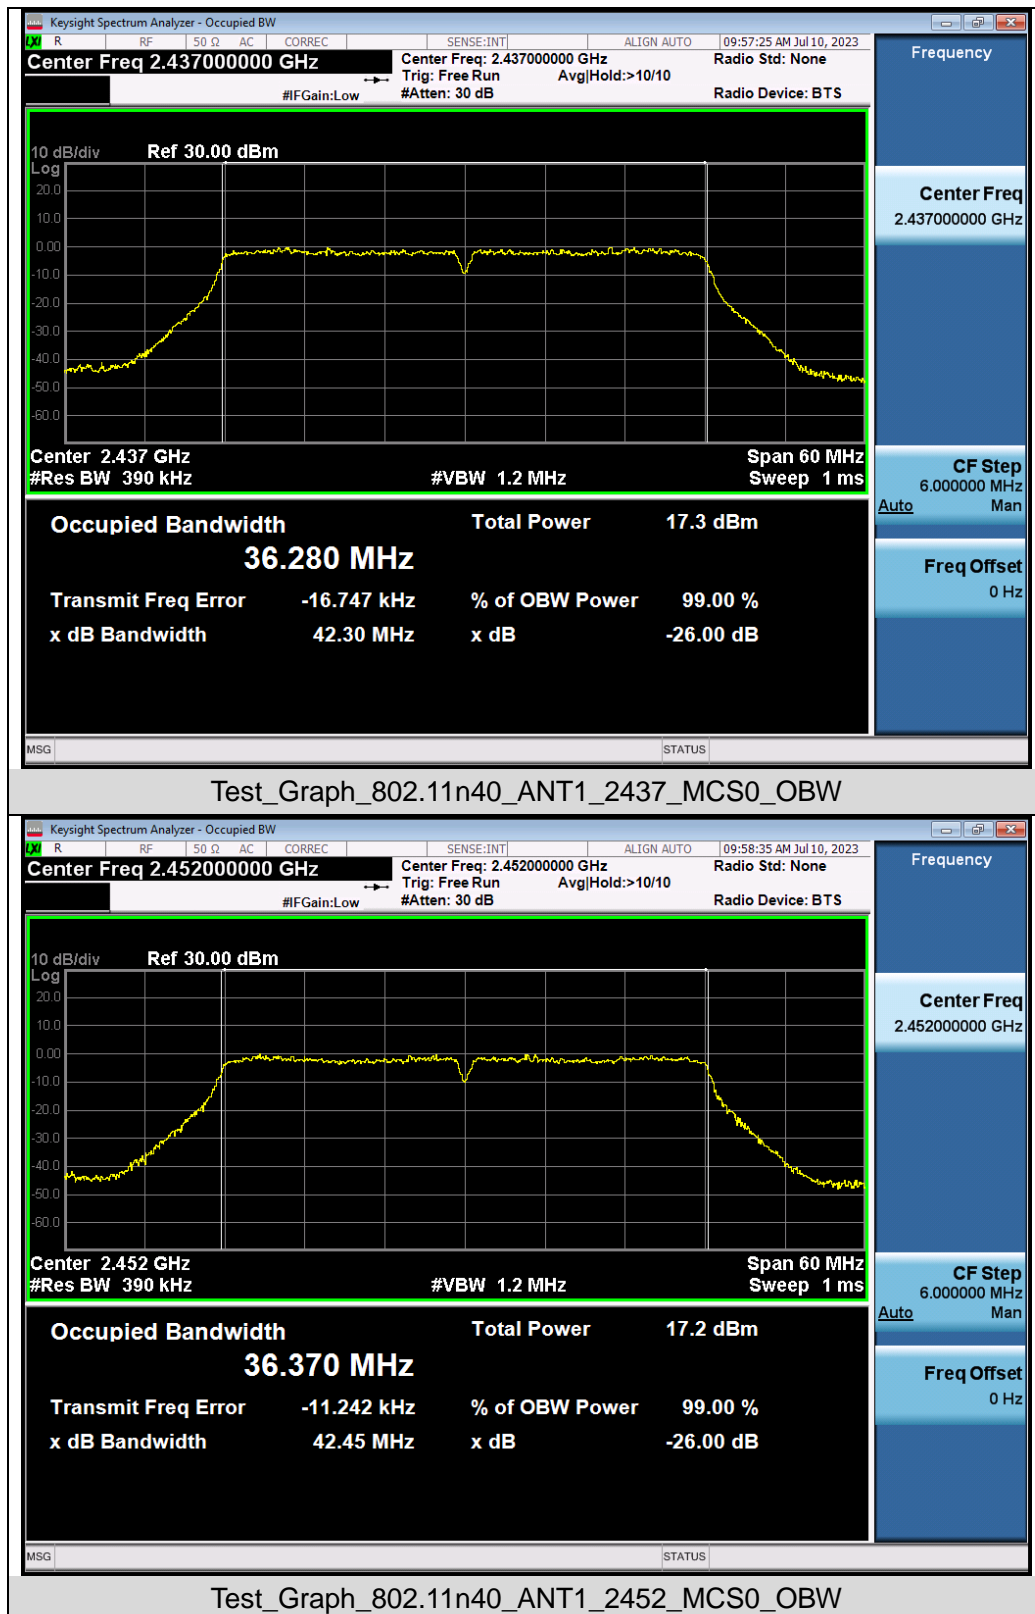 Keysight Spectrum Analyzer - Occupied BW
LXI R RF 50 Ω AC CORREC SENSE:INT ALIGN AUTO 09:57:25 AM Jul 10, 2023
Center Freq 2.437000000 GHz
Center Freq: 2.437000000 GHz Radio Std: None
Trig: Free Run Avg|Hold:>10/10
#IFGain:Low #Atten: 30 dB Radio Device: BTS
10 dB/div Ref 30.00 dBm
Log
20.0
10.0
0.00
-10.0
-20.0
-30.0
-40.0
-50.0
-60.0
Center 2.437 GHz Span 60 MHz
#Res BW 390 kHz #VBW 1.2 MHz Sweep 1 ms
Occupied Bandwidth Total Power 17.3 dBm
36.280 MHz
Transmit Freq Error -16.747 kHz % of OBW Power 99.00 %
x dB Bandwidth 42.30 MHz x dB -26.00 dB
Frequency
Center Freq
2.437000000 GHz
CF Step
6.000000 MHz
Auto Man
Freq Offset
0 Hz
MSG STATUS
Test_Graph_802.11n40_ANT1_2437_MCS0_OBW
Keysight Spectrum Analyzer - Occupied BW
LXI R RF 50 Ω AC CORREC SENSE:INT ALIGN AUTO 09:58:35 AM Jul 10, 2023
Center Freq 2.452000000 GHz
Center Freq: 2.452000000 GHz Radio Std: None
Trig: Free Run Avg|Hold:>10/10
#IFGain:Low #Atten: 30 dB Radio Device: BTS
10 dB/div Ref 30.00 dBm
Log
20.0
10.0
0.00
-10.0
-20.0
-30.0
-40.0
-50.0
-60.0
Center 2.452 GHz Span 60 MHz
#Res BW 390 kHz #VBW 1.2 MHz Sweep 1 ms
Occupied Bandwidth Total Power 17.2 dBm
36.370 MHz
Transmit Freq Error -11.242 kHz % of OBW Power 99.00 %
x dB Bandwidth 42.45 MHz x dB -26.00 dB
Frequency
Center Freq
2.452000000 GHz
CF Step
6.000000 MHz
Auto Man
Freq Offset
0 Hz
MSG STATUS
Test_Graph_802.11n40_ANT1_2452_MCS0_OBW